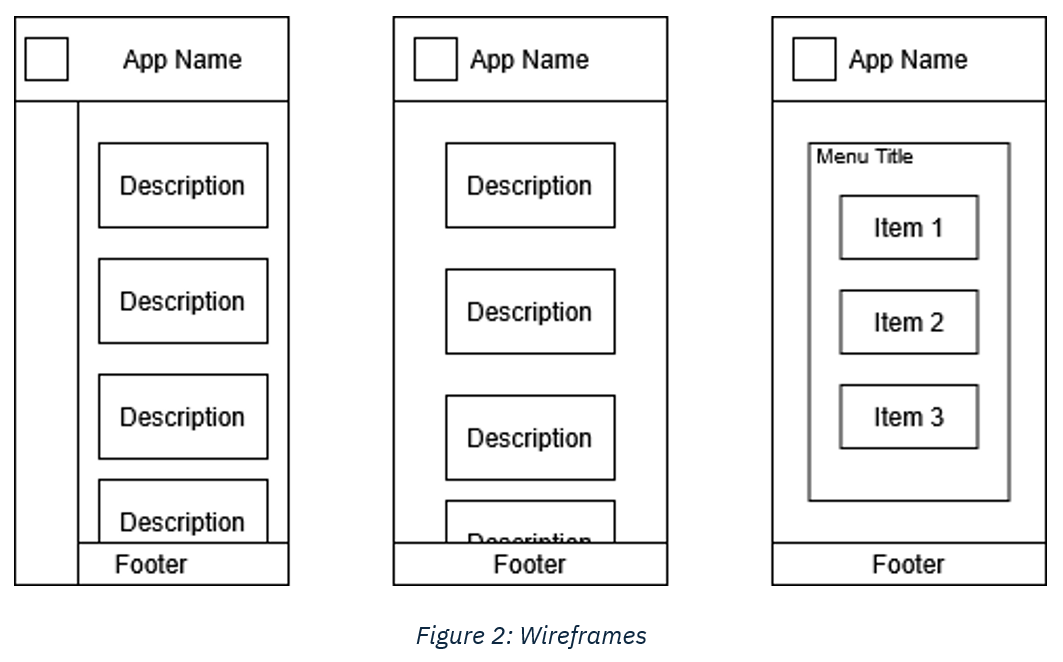 App Name
Description
Description
Description
Description
Footer
App Name
Description
Description
Description
Description
Footer
App Name
Menu Title
Item 1
Item 2
Item 3
Footer
Figure 2: Wireframes